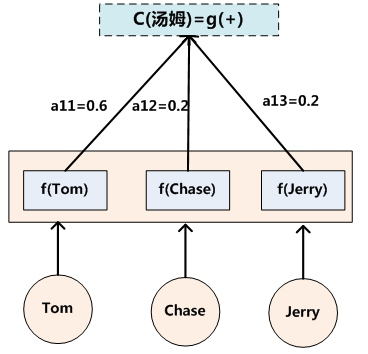 C(汤姆)=g(+)
a11=0.6
a12=0.2
a13=0.2
f(Tom)
f(Chase)
f(Jerry)
Tom
Chase
Jerry